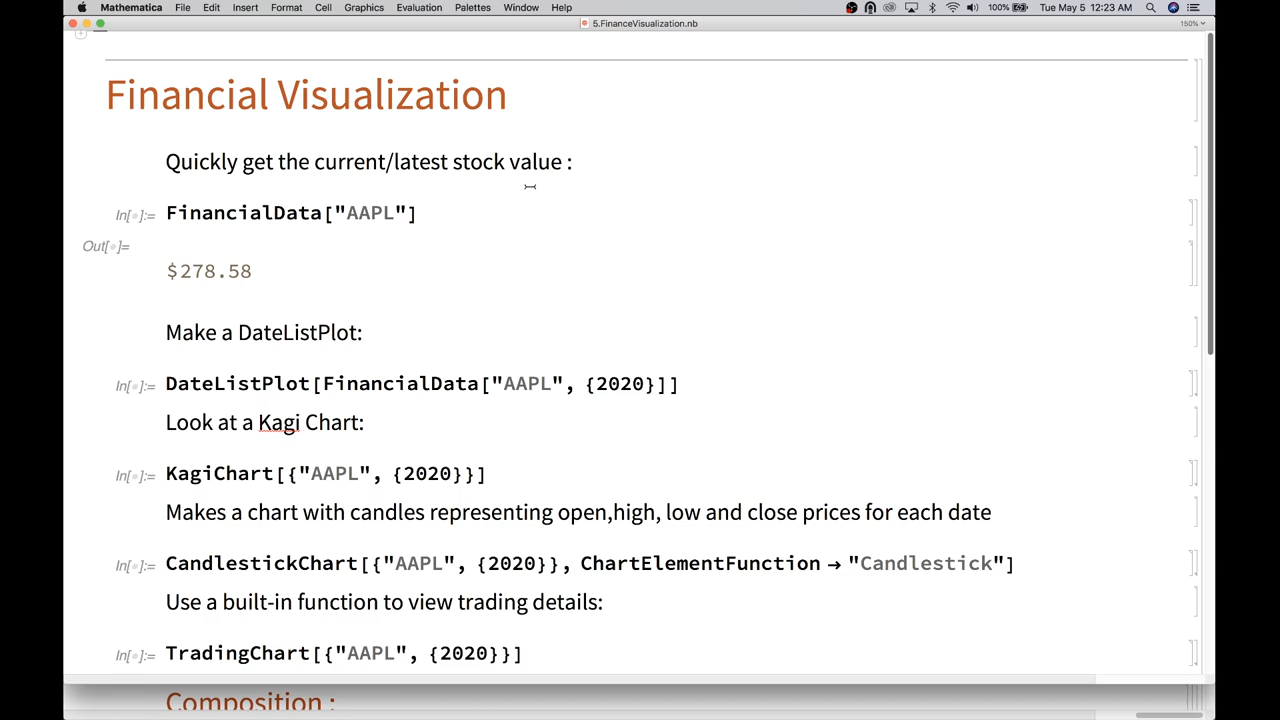 Mathematica File Edit Insert Format Cell Graphics Evaluation Palettes Window Help 100% Tue May 5 12:23 AM
5.FinanceVisualization.nb 150%
Financial Visualization
Quickly get the current/latest stock value :
In[•]:= FinancialData["AAPL"]
Out[•]=
$278.58
Make a DateListPlot:
In[•]:= DateListPlot[FinancialData["AAPL", {2020}]]
Look at a Kagi Chart:
In[•]:= KagiChart[{"AAPL", {2020}}]
Makes a chart with candles representing open,high, low and close prices for each date
In[•]:= CandlestickChart[{"AAPL", {2020}}, ChartElementFunction → "Candlestick"]
Use a built-in function to view trading details:
In[•]:= TradingChart[{"AAPL", {2020}}]
Composition :